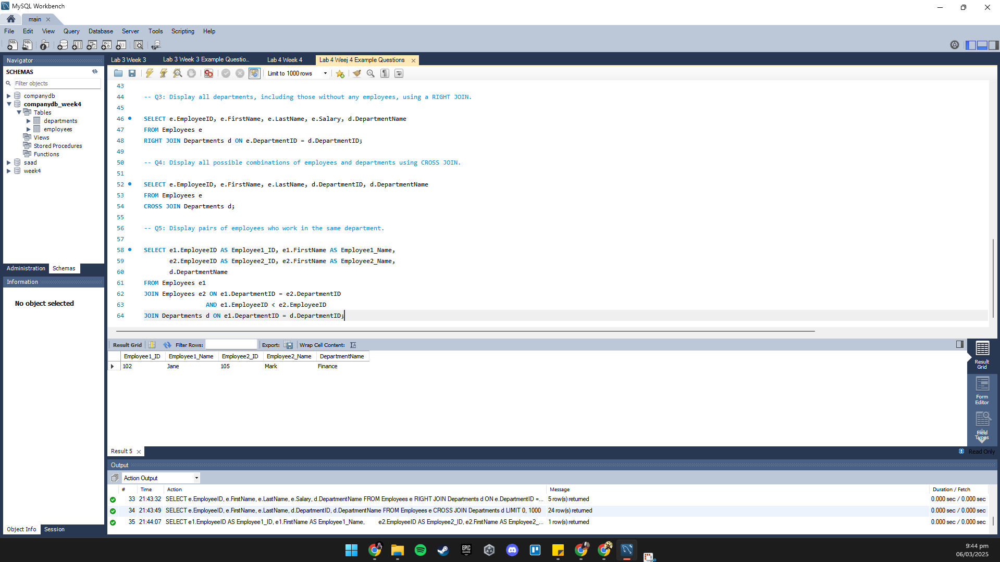 MySQL Workbench
main
File Edit View Query Database Server Tools Scripting Help
Navigator
SCHEMAS
Filter objects
companydb
companydb_week4
Tables
departments
employees
Views
Stored Procedures
Functions
saad
week4
Administration Schemas
Information
No object selected
Object Info Session
Lab 3 Week 3 Lab 3 Week 3 Example Questio... Lab 4 Week 4 Lab 4 Weej 4 Example Questions
Limit to 1000 rows
43
44 -- Q3: Display all departments, including those without any employees, using a RIGHT JOIN.
45
46 SELECT e.EmployeeID, e.FirstName, e.LastName, e.Salary, d.DepartmentName
47 FROM Employees e
48 RIGHT JOIN Departments d ON e.DepartmentID = d.DepartmentID;
49
50 -- Q4: Display all possible combinations of employees and departments using CROSS JOIN.
51
52 SELECT e.EmployeeID, e.FirstName, e.LastName, d.DepartmentID, d.DepartmentName
53 FROM Employees e
54 CROSS JOIN Departments d;
55
56 -- Q5: Display pairs of employees who work in the same department.
57
58 SELECT e1.EmployeeID AS Employee1_ID, e1.FirstName AS Employee1_Name,
59 e2.EmployeeID AS Employee2_ID, e2.FirstName AS Employee2_Name,
60 d.DepartmentName
61 FROM Employees e1
62 JOIN Employees e2 ON e1.DepartmentID = e2.DepartmentID
63 AND e1.EmployeeID < e2.EmployeeID
64 JOIN Departments d ON e1.DepartmentID = d.DepartmentID;
Result Grid Filter Rows: Export: Wrap Cell Content:
Employee1_ID Employee1_Name Employee2_ID Employee2_Name DepartmentName
102 Jane 105 Mark Finance
Result
Grid
Form
Editor
Field
Types
Result 5
Read Only
Output
Action Output
# Time Action Message Duration / Fetch
33 21:43:32 SELECT e.EmployeeID, e.FirstName, e.LastName, e.Salary, d.DepartmentName FROM Employees e RIGHT JOIN Departments d ON e.DepartmentID =... 5 row(s) returned 0.000 sec / 0.000 sec
34 21:43:49 SELECT e.EmployeeID, e.FirstName, e.LastName, d.DepartmentID, d.DepartmentName FROM Employees e CROSS JOIN Departments d LIMIT 0, 1000 24 row(s) returned 0.000 sec / 0.000 sec
35 21:44:07 SELECT e1.EmployeeID AS Employee1_ID, e1.FirstName AS Employee1_Name, e2.EmployeeID AS Employee2_ID, e2.FirstName AS Employee2_... 1 row(s) returned 0.000 sec / 0.000 sec
EPIC
GAMES
9:44 pm
06/03/2025